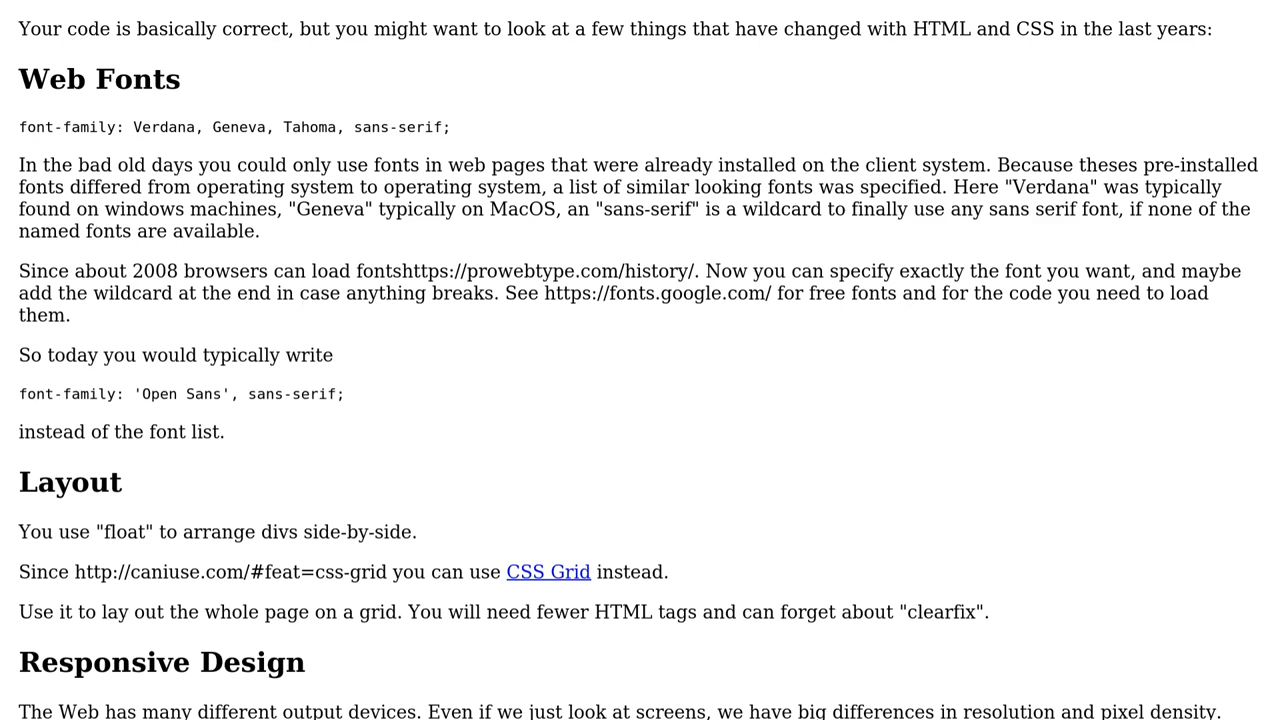 Your code is basically correct, but you might want to look at a few things that have changed with HTML and CSS in the last years:
Web Fonts
font-family: Verdana, Geneva, Tahoma, sans-serif;
In the bad old days you could only use fonts in web pages that were already installed on the client system. Because theses pre-installed
fonts differed from operating system to operating system, a list of similar looking fonts was specified. Here "Verdana" was typically
found on windows machines, "Geneva" typically on MacOS, an "sans-serif" is a wildcard to finally use any sans serif font, if none of the
named fonts are available.
Since about 2008 browsers can load fontshttps://prowebtype.com/history/. Now you can specify exactly the font you want, and maybe
add the wildcard at the end in case anything breaks. See https://fonts.google.com/ for free fonts and for the code you need to load
them.
So today you would typically write
font-family: 'Open Sans', sans-serif;
instead of the font list.
Layout
You use "float" to arrange divs side-by-side.
Since http://caniuse.com/#feat=css-grid you can use CSS Grid instead.
Use it to lay out the whole page on a grid. You will need fewer HTML tags and can forget about "clearfix".
Responsive Design
The Web has many different output devices. Even if we just look at screens, we have big differences in resolution and pixel density.